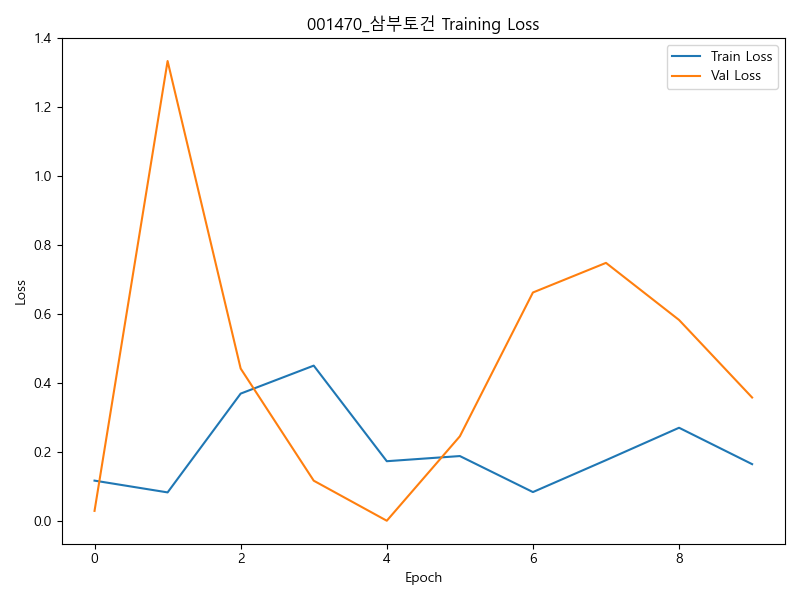 001470_삼부토건 Training Loss
Train Loss
Val Loss
Loss
1.4
1.2
1.0
0.8
0.6
0.4
0.2
0.0
0 2 4 6 8
Epoch